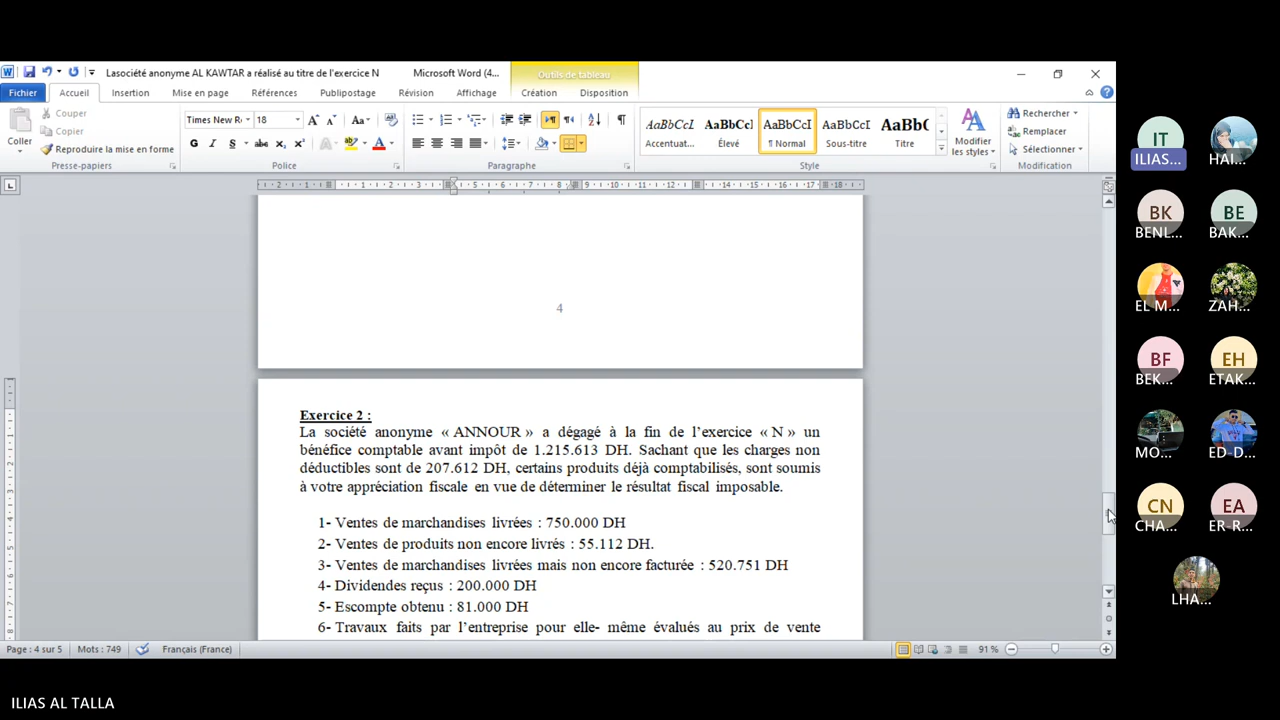 Lasociété anonyme AL KAWTAR a réalisé au titre de l'exercice N
Microsoft Word (4...
Outils de tableau
Fichier
Accueil
Insertion
Mise en page
Références
Publipostage
Révision
Affichage
Création
Disposition
Coller
Couper
Copier
Reproduire la mise en forme
Presse-papiers
Times New R
18
Police
Paragraphe
AaBbCcL
Accentuat...
AaBbCcl
Élevé
AaBbCcI
¶ Normal
AaBbCcI
Sous-titre
AaBb(
Titre
Style
Modifier
les styles
Rechercher
Remplacer
Sélectionner
Modification
4
Exercice 2 :
La société anonyme « ANNOUR » a dégagé à la fin de l'exercice « N » un
bénéfice comptable avant impôt de 1.215.613 DH. Sachant que les charges non
déductibles sont de 207.612 DH, certains produits déjà comptabilisés, sont soumis
à votre appréciation fiscale en vue de déterminer le résultat fiscal imposable.
1- Ventes de marchandises livrées : 750.000 DH
2- Ventes de produits non encore livrés : 55.112 DH.
3- Ventes de marchandises livrées mais non encore facturée : 520.751 DH
4- Dividendes reçus : 200.000 DH
5- Escompte obtenu : 81.000 DH
6- Travaux faits par l'entreprise pour elle- même évalués au prix de vente
Page : 4 sur 5
Mots : 749
Français (France)
91 %
IT
ILIAS...
HAI...
BK
BENL...
BE
BAK...
EL M...
ZAH...
BF
BEK...
EH
ETAK...
MO...
ED-D...
CN
CHA...
EA
ER-R...
LHA...
ILIAS AL TALLA